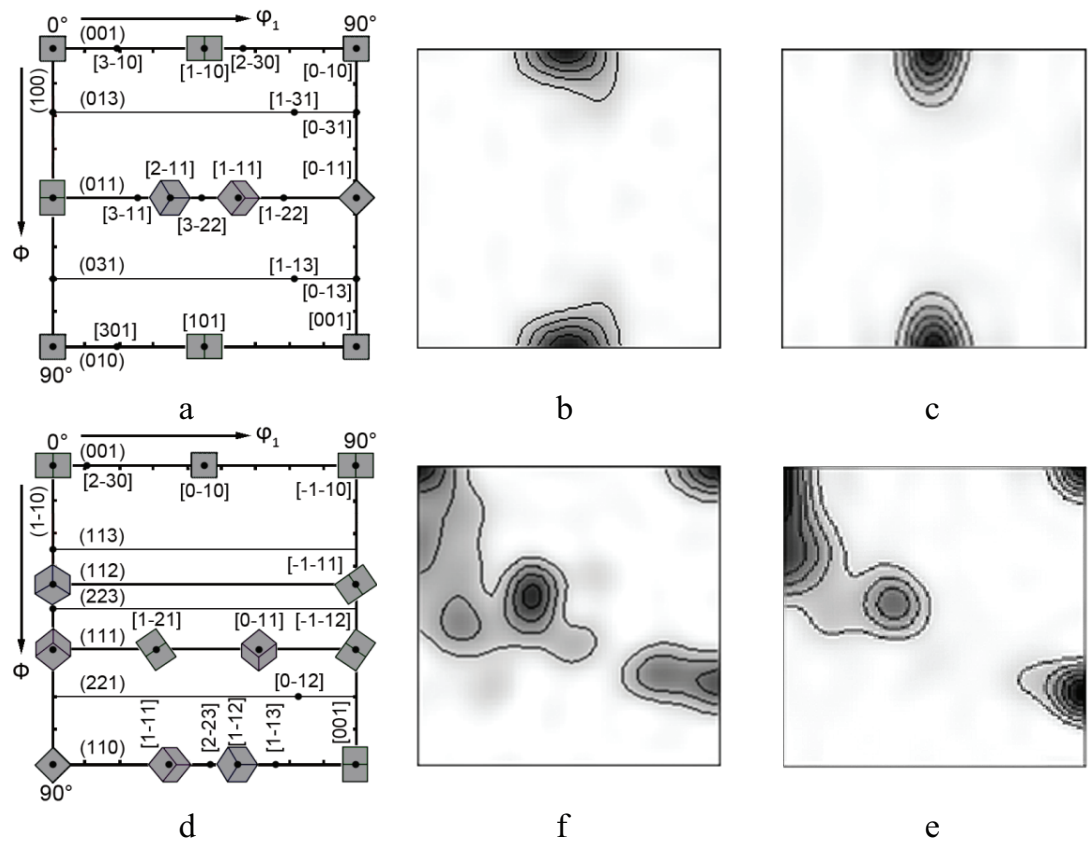 0° φ1 90°
(001)
[3-10] [1-10] [2-30] [0-10]
(100)
(013) [1-31]
[0-31]
[2-11] [1-11] [0-11]
(011)
[3-11] [3-22] [1-22]
Φ
(031) [1-13]
[0-13]
[301] [101] [001]
(010)
90°
a b c
0° φ1 90°
(001)
[2-30] [0-10] [-1-10]
(1-10)
(113)
(112) [-1-11]
(223)
[1-21] [0-11] [-1-12]
(111)
Φ
(221) [0-12]
[1-11] [2-23] [1-12] [1-13] [001]
(110)
90°
d f e